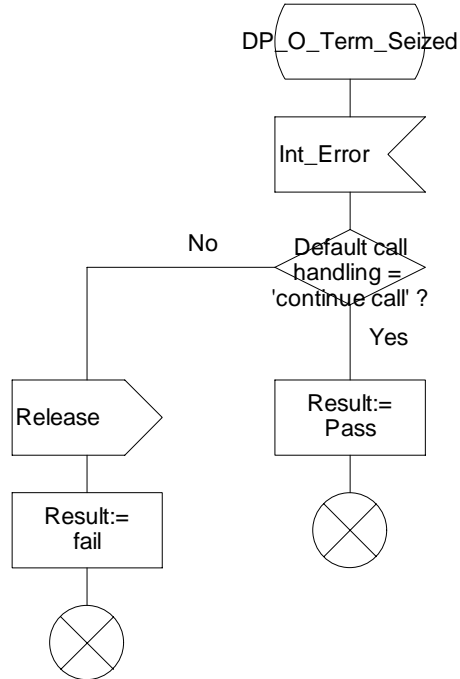 DP_O_Term_Seized
Int_Error
No
Default call
handling =
'continue call' ?
Yes
Release
Result:=
Pass
Result:=
fail